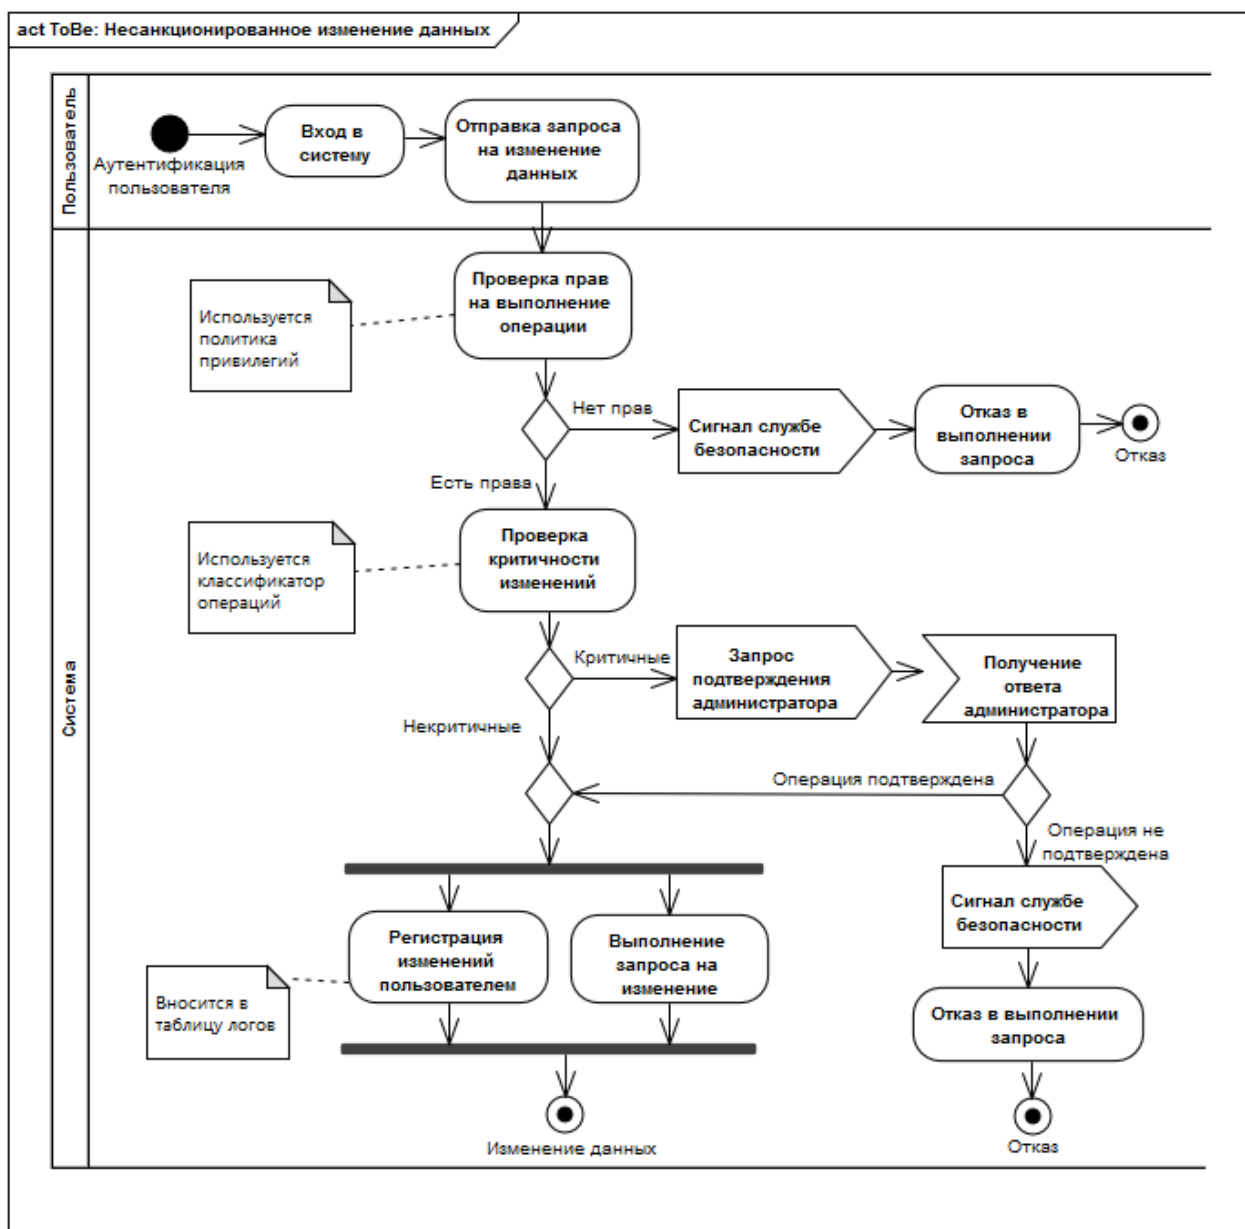 act ToBe: Несанкционированное изменение данных
Пользователь
Аутентификация
пользователя
Вход в
систему
Отправка запроса
на изменение
данных
Система
Проверка прав
на выполнение
операции
Используется
политика
привилегий
Нет прав
Сигнал службе
безопасности
Отказ в
выполнении
запроса
Отказ
Есть права
Проверка
критичности
изменений
Используется
классификатор
операций
Критичные
Запрос
подтверждения
администратора
Получение
ответа
администратора
Некритичные
Операция подтверждена
Операция не
подтверждена
Сигнал службе
безопасности
Регистрация
изменений
пользователем
Выполнение
запроса на
изменение
Вносится в
таблицу логов
Отказ в выполнении
запроса
Изменение данных
Отказ